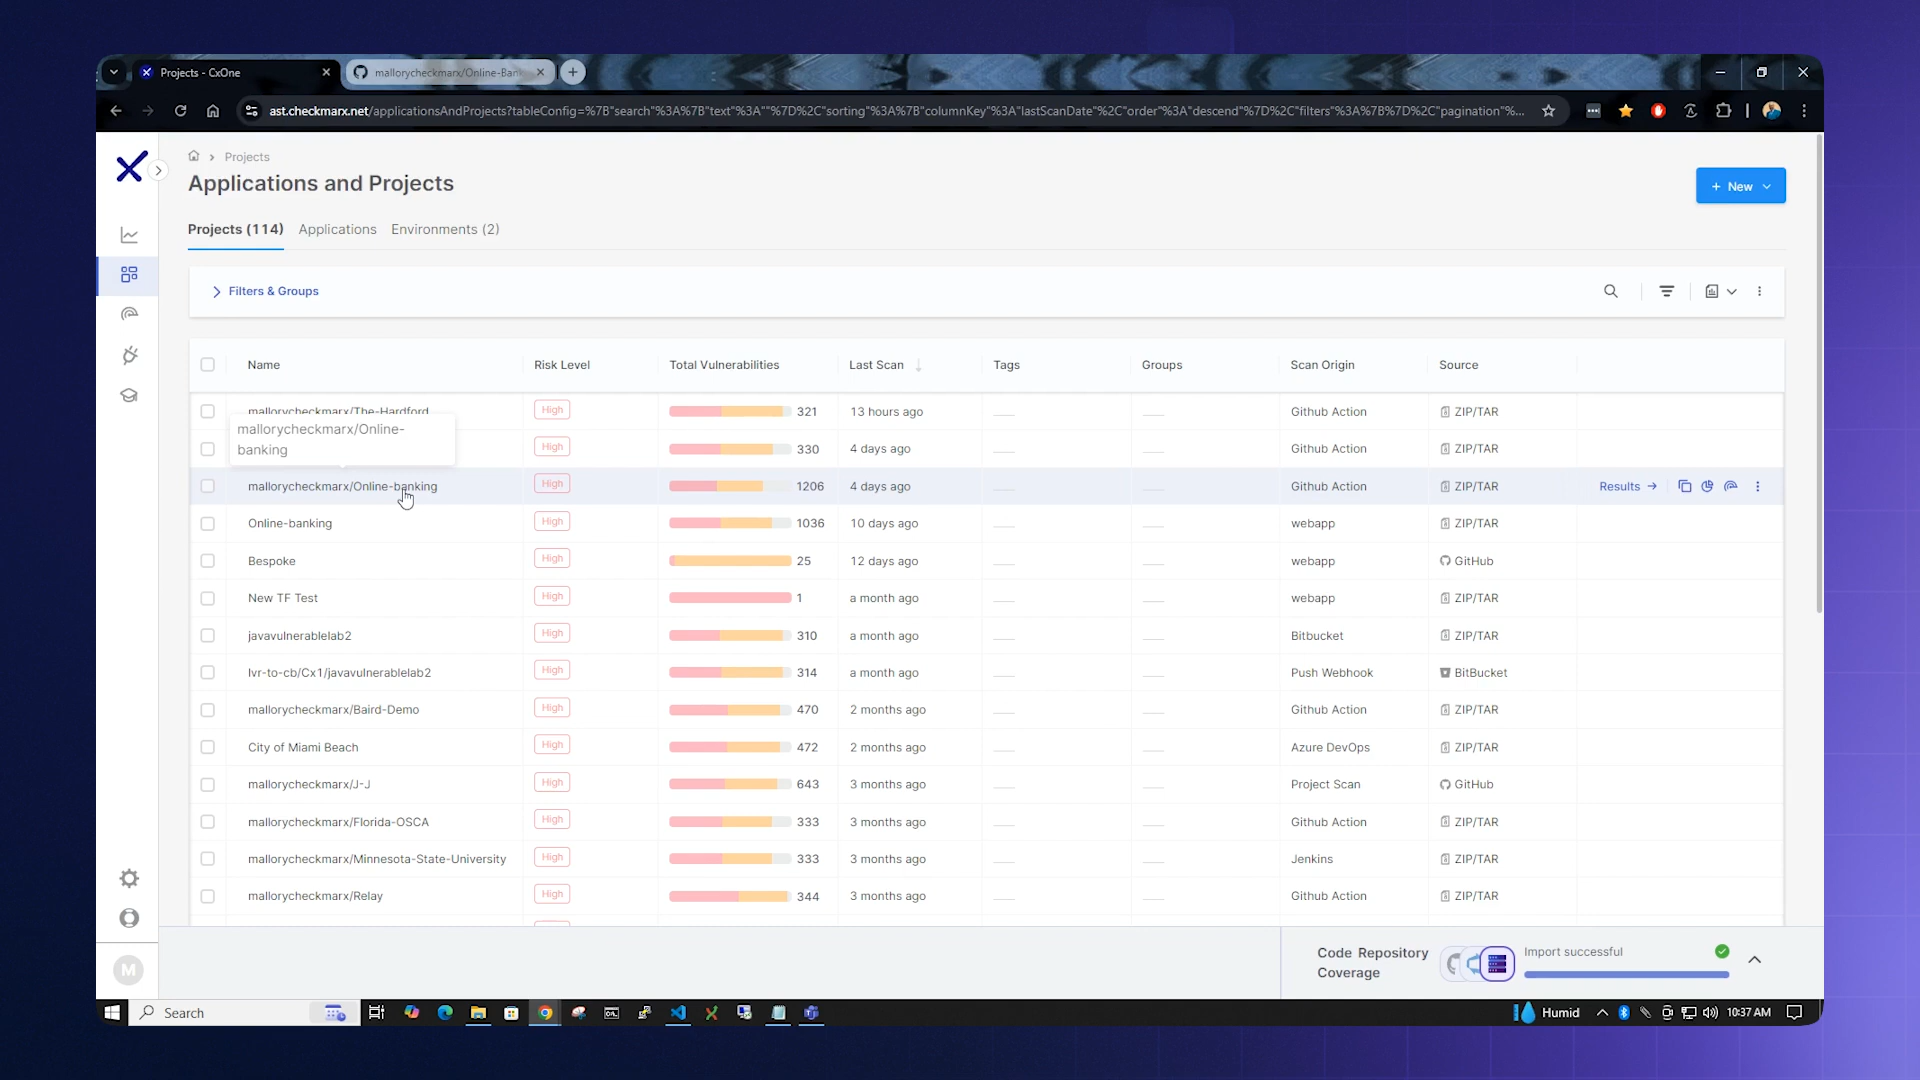 Projects - CxOne
mallorycheckmarx/Online-Ban
ast.checkmarx.net/applicationsAndProjects?tableConfig=%7B"search"%3A%7B"text"%3A""%7D%2C"sorting"%3A%7B"columnKey"%3A"lastScanDate"%2C"order"%3A"descend"%7D%2C"filters"%3A%7B%7D%2C"pagination"%...
Projects
Applications and Projects
+ New
Projects (114) Applications Environments (2)
Filters & Groups
Name Risk Level Total Vulnerabilities Last Scan Tags Groups Scan Origin Source
mallorycheckmarx/The-Hardford High 321 13 hours ago Github Action ZIP/TAR
mallorycheckmarx/Online-
banking
High 330 4 days ago Github Action ZIP/TAR
mallorycheckmarx/Online-banking High 1206 4 days ago Github Action ZIP/TAR Results
Online-banking High 1036 10 days ago webapp ZIP/TAR
Bespoke High 25 12 days ago webapp GitHub
New TF Test High 1 a month ago webapp ZIP/TAR
javavulnerablelab2 High 310 a month ago Bitbucket ZIP/TAR
lvr-to-cb/Cx1/javavulnerablelab2 High 314 a month ago Push Webhook BitBucket
mallorycheckmarx/Baird-Demo High 470 2 months ago Github Action ZIP/TAR
City of Miami Beach High 472 2 months ago Azure DevOps ZIP/TAR
mallorycheckmarx/J-J High 643 3 months ago Project Scan GitHub
mallorycheckmarx/Florida-OSCA High 333 3 months ago Github Action ZIP/TAR
mallorycheckmarx/Minnesota-State-University High 333 3 months ago Jenkins ZIP/TAR
mallorycheckmarx/Relay High 344 3 months ago Github Action ZIP/TAR
Code Repository
Coverage
Import successful
M
Search
Humid
10:37 AM